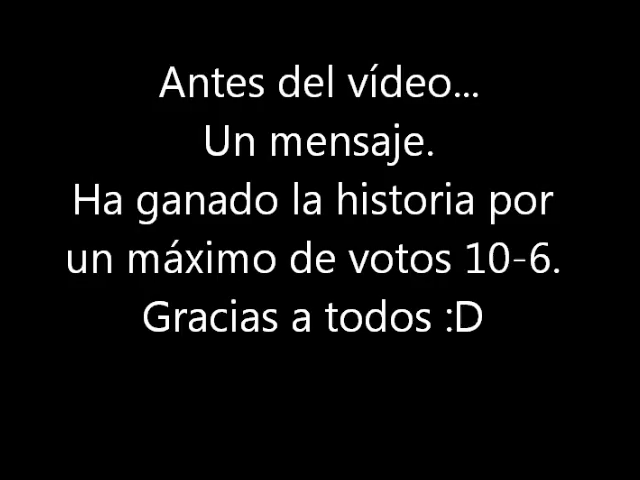 Antes del vídeo...
Un mensaje.
Ha ganado la historia por
un máximo de votos 10-6.
Gracias a todos :D